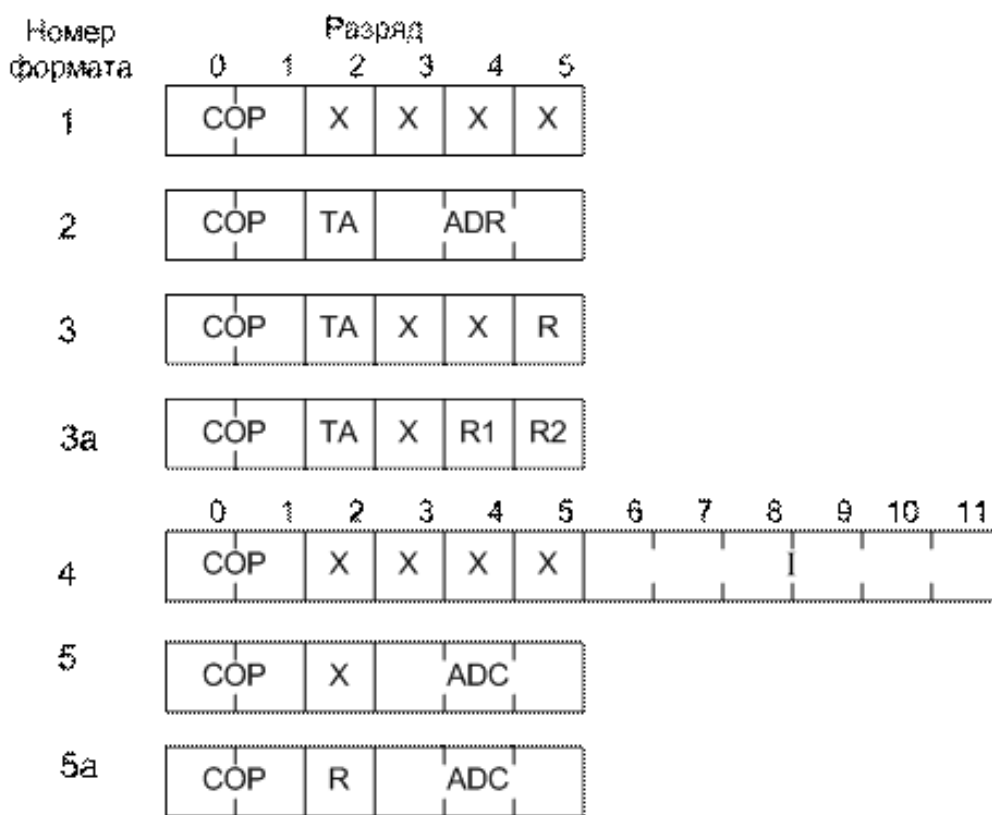 Номер формата
Разряд
0 1 2 3 4 5
1 COP X X X X
2 COP TA ADR
3 COP TA X X R
3а COP TA X R1 R2
0 1 2 3 4 5 6 7 8 9 10 11
4 COP X X X X I
5 COP X ADC
5а COP R ADC